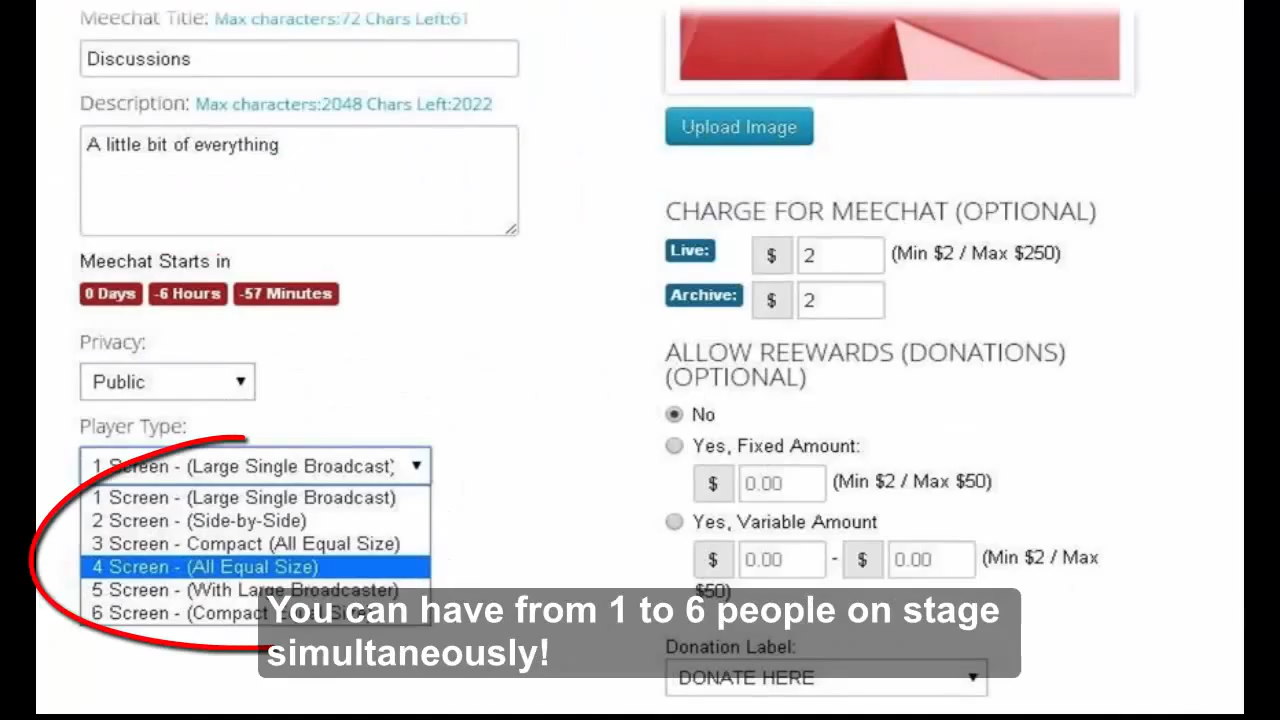 Meechat Title: Max characters:72 Chars Left:61
Discussions
Description: Max characters:2048 Chars Left:2022
A little bit of everything
Meechat Starts in
0 Days -6 Hours -57 Minutes
Privacy:
Public
Player Type:
1 Screen - (Large Single Broadcast)
1 Screen - (Large Single Broadcast)
2 Screen - (Side-by-Side)
3 Screen - Compact (All Equal Size)
4 Screen - (All Equal Size)
5 Screen - (With Large Broadcaster)
6 Screen - (Compact
Upload Image
CHARGE FOR MEECHAT (OPTIONAL)
Live: $ 2 (Min $2 / Max $250)
Archive: $ 2
ALLOW REEWARDS (DONATIONS)
(OPTIONAL)
No
Yes, Fixed Amount:
$ 0.00 (Min $2 / Max $50)
Yes, Variable Amount
$ 0.00 - $ 0.00 (Min $2 / Max
$50)
Donation Label:
DONATE HERE
You can have from 1 to 6 people on stage
simultaneously!